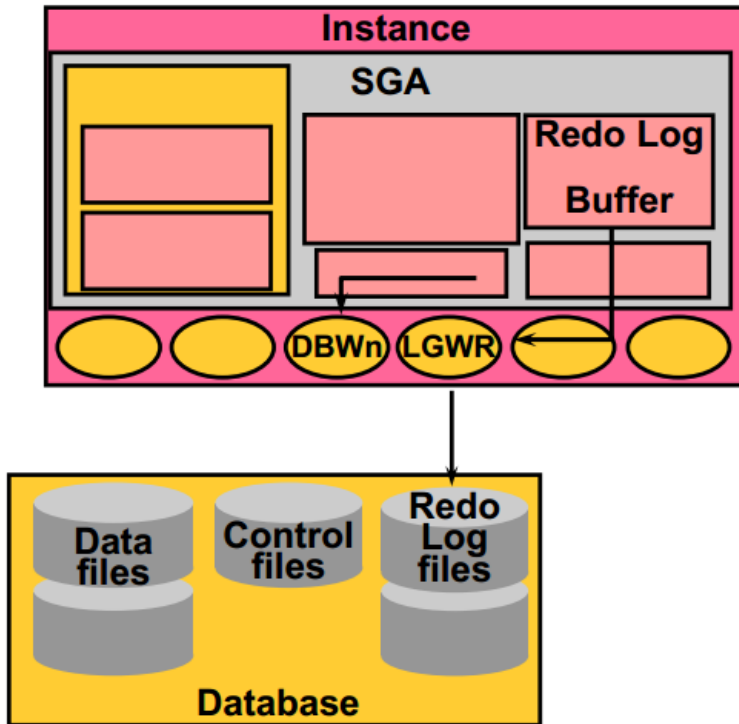 Instance
SGA
Redo Log
Buffer
DBWn
LGWR
Data
files
Control
files
Redo
Log
files
Database